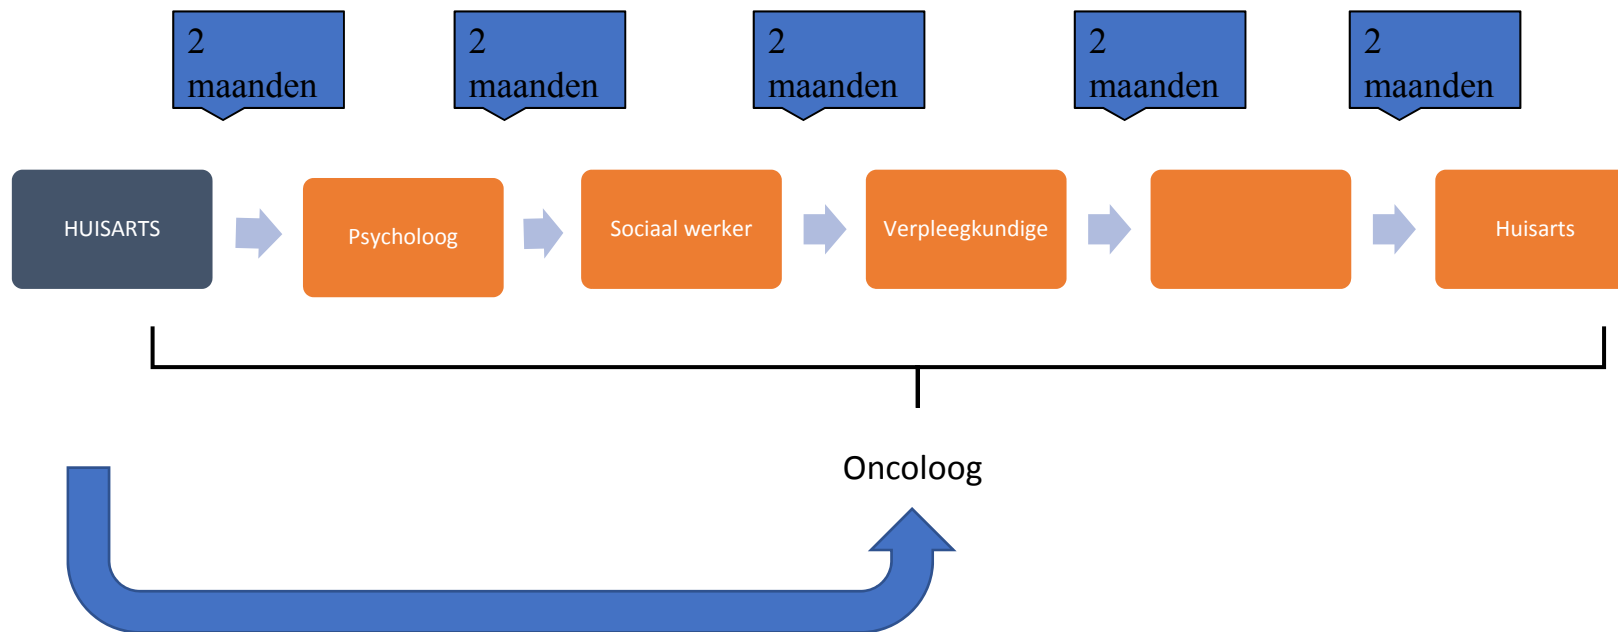 2
maanden
2
maanden
2
maanden
2
maanden
2
maanden
HUISARTS
Psycholoog
Sociaal werker
Verpleegkundige
Huisarts
Oncoloog